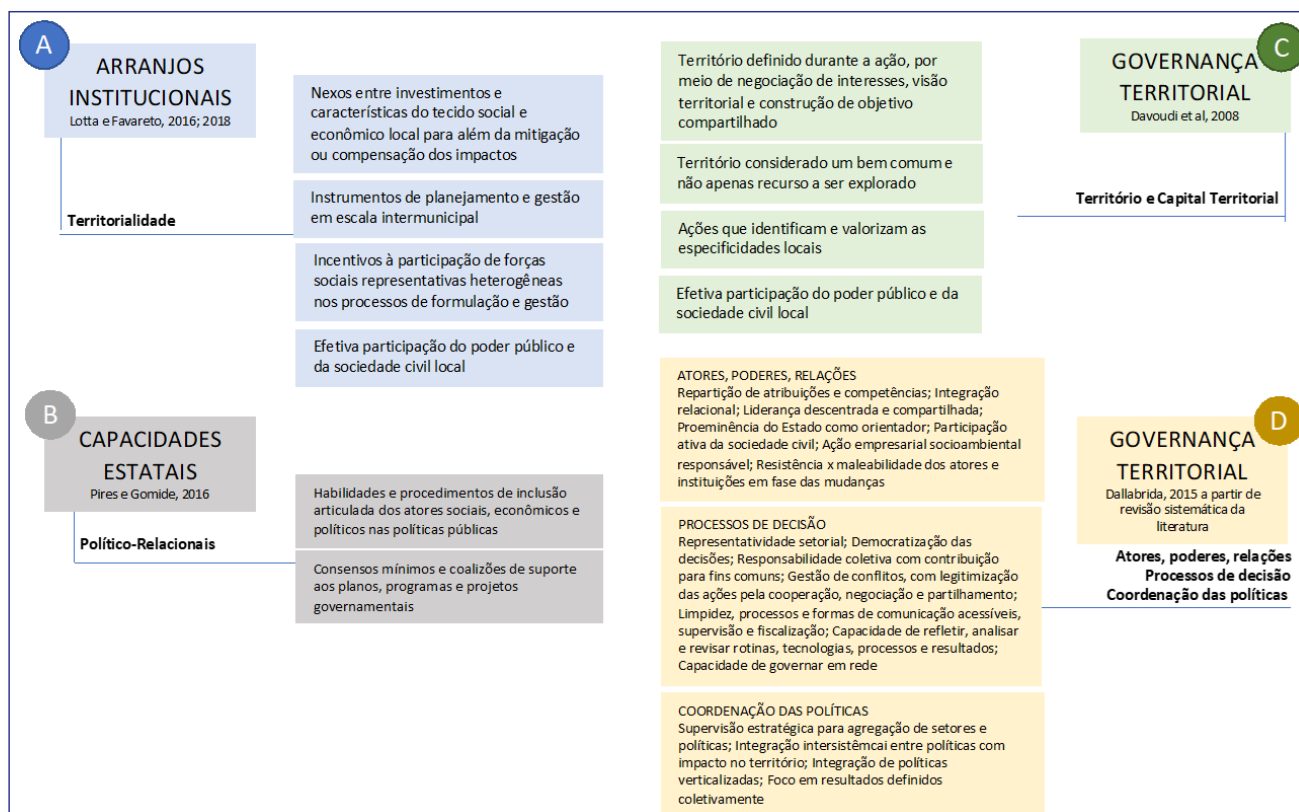 A
ARRANJOS
INSTITUCIONAIS
Lotta e Favareto, 2016; 2018
Territorialidade
Nexos entre investimentos e
características do tecido social e
econômico local para além da mitigação
ou compensação dos impactos
Instrumentos de planejamento e gestão
em escala intermunicipal
Incentivos à participação de forças
sociais representativas heterogêneas
nos processos de formulação e gestão
Efetiva participação do poder público e
da sociedade civil local
B
CAPACIDADES
ESTATAIS
Pires e Gomide, 2016
Político-Relacionais
Habilidades e procedimentos de inclusão
articulada dos atores sociais, econômicos e
políticos nas políticas públicas
Consensos mínimos e coalizões de suporte
aos planos, programas e projetos
governamentais
C
GOVERNANÇA
TERRITORIAL
Davoudi et al, 2008
Território e Capital Territorial
Território definido durante a ação, por
meio de negociação de interesses, visão
territorial e construção de objetivo
compartilhado
Território considerado um bem comum e
não apenas recurso a ser explorado
Ações que identificam e valorizam as
especificidades locais
Efetiva participação do poder público e da
sociedade civil local
D
GOVERNANÇA
TERRITORIAL
Dallabrida, 2015 a partir de
revisão sistemática da
literatura
Atores, poderes, relações
Processos de decisão
Coordenação das políticas
ATORES, PODERES, RELAÇÕES
Repartição de atribuições e competências; Integração
relacional; Liderança descentrada e compartilhada;
Proeminência do Estado como orientador; Participação
ativa da sociedade civil; Ação empresarial socioambiental
responsável; Resistência x maleabilidade dos atores e
instituições em fase das mudanças
PROCESSOS DE DECISÃO
Representatividade setorial; Democratização das
decisões; Responsabilidade coletiva com contribuição
para fins comuns; Gestão de conflitos, com legitimização
das ações pela cooperação, negociação e partilhamento;
Limpidez, processos e formas de comunicação acessíveis,
supervisão e fiscalização; Capacidade de refletir, analisar
e revisar rotinas, tecnologias, processos e resultados;
Capacidade de governar em rede
COORDENAÇÃO DAS POLÍTICAS
Supervisão estratégica para agregação de setores e
políticas; Integração intersistêmcai entre políticas com
impacto no território; Integração de políticas
verticalizadas; Foco em resultados definidos
coletivamente